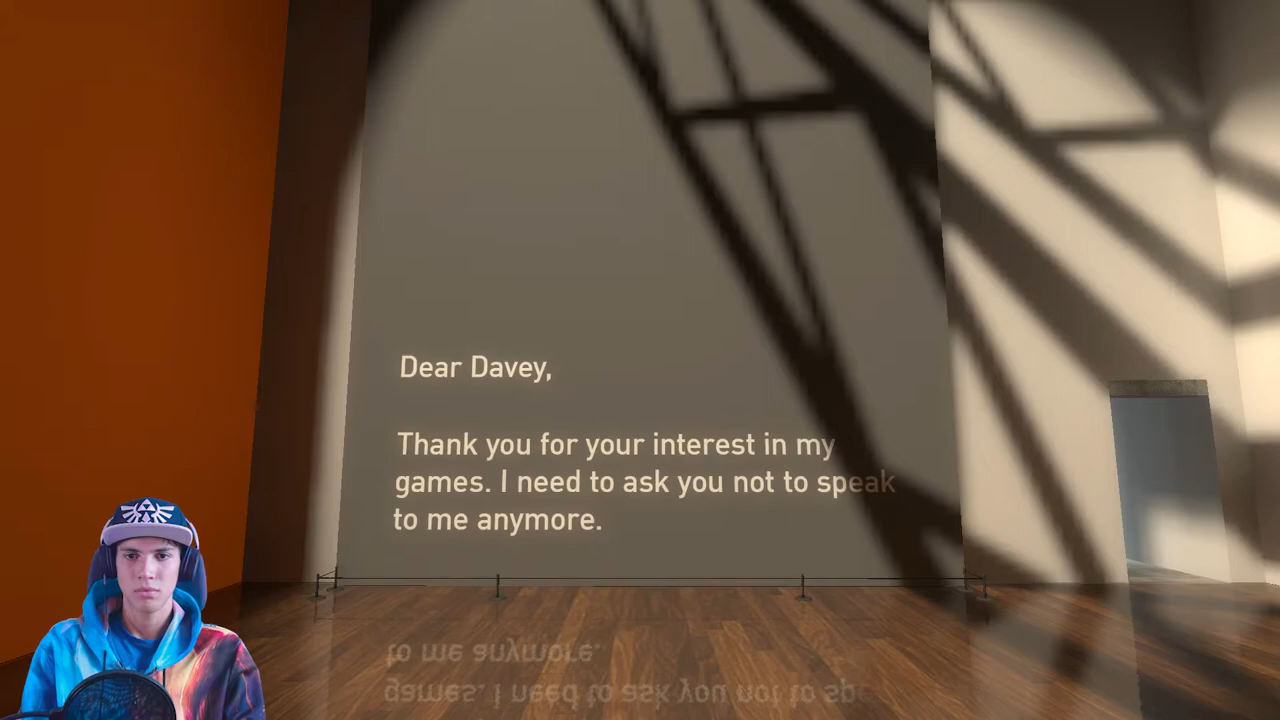 Dear Davey,
Thank you for your interest in my
games. I need to ask you not to speak
to me anymore.